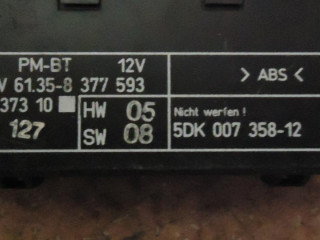 PM-BT 12V
61.35-8 377 593
> ABS <
373 10
HW 05
Nicht werfen!
127
SW 08
5DK 007 358-12